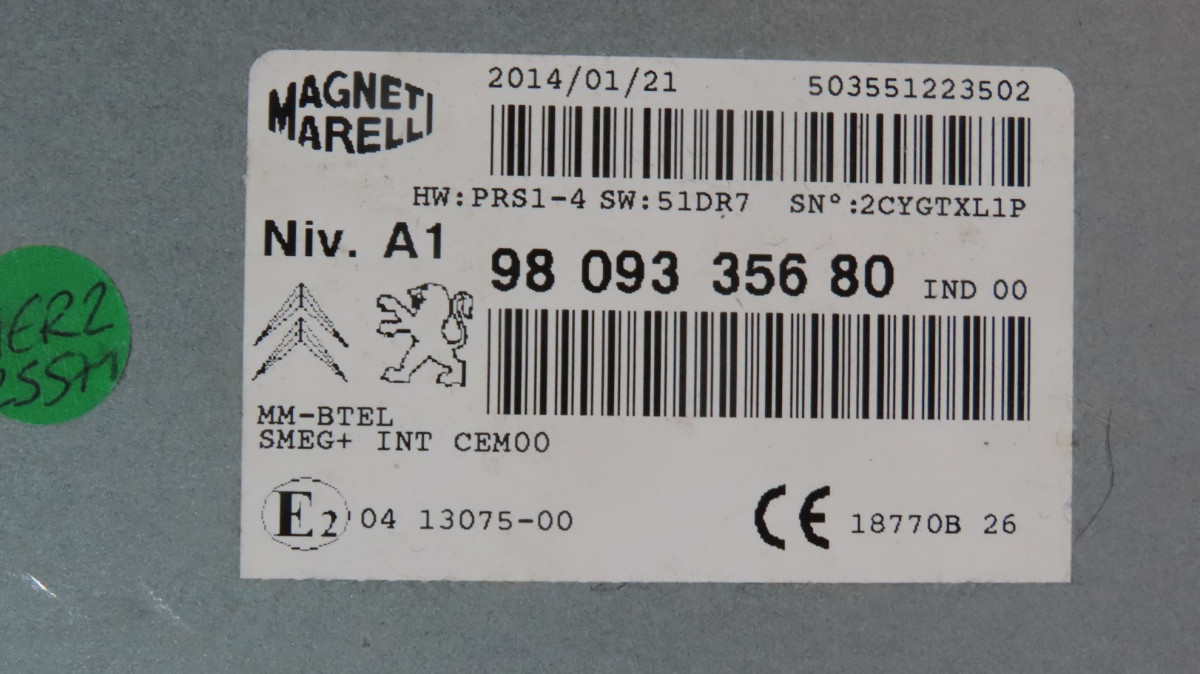 MAGNETI
MARELLI
2014/01/21 503551223502
HW:PRS1-4 SW:51DR7 SN°:2CYGTXL1P
Niv. A1
98 093 356 80 IND 00
MM-BTEL
SMEG+ INT CEM00
E2 04 13075-00
CE 18770B 26